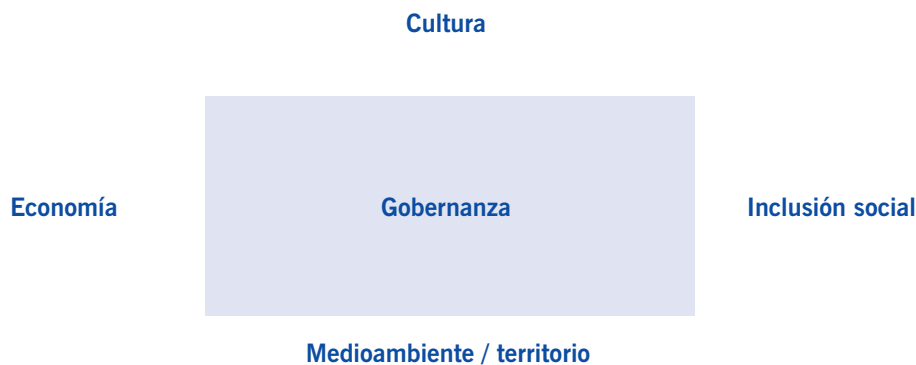 Cultura
Economía
Gobernanza
Inclusión social
Medioambiente / territorio